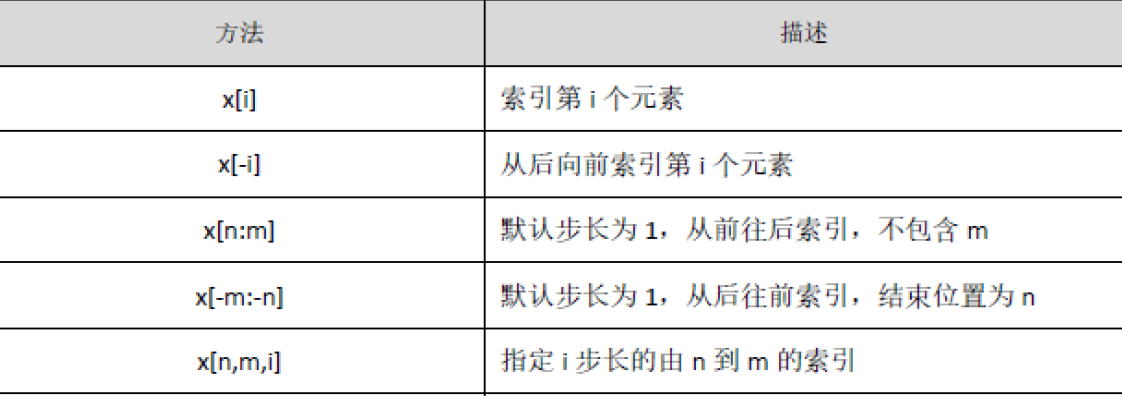 方法 描述
x[i] 索引第 i 个元素
x[-i] 从后向前索引第 i 个元素
x[n:m] 默认步长为 1，从前往后索引，不包含 m
x[-m:-n] 默认步长为 1，从后往前索引，结束位置为 n
x[n,m,i] 指定 i 步长的由 n 到 m 的索引